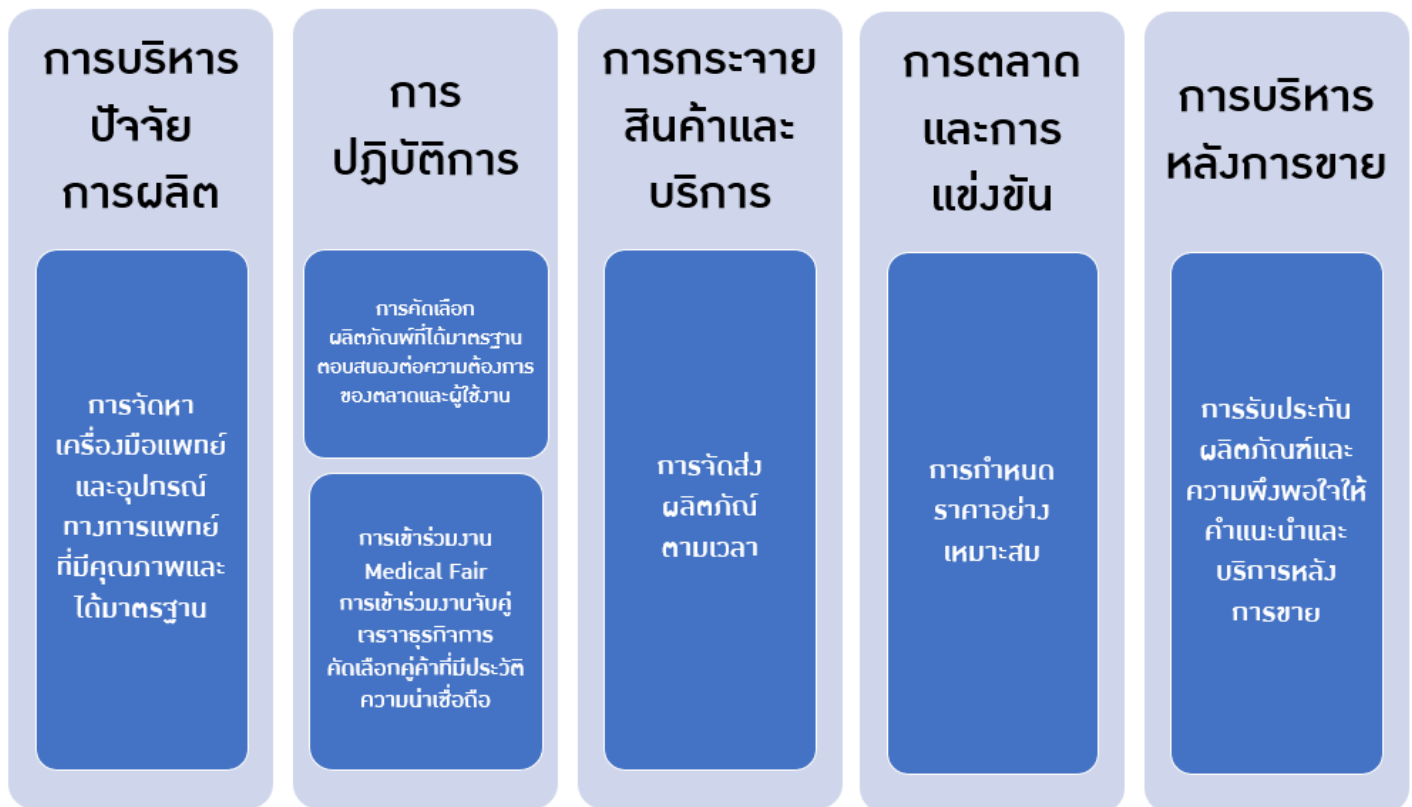 การบริหาร
ปัจจัย
การผลิต
การจัดหา
เครื่องมือแพทย์
และอุปกรณ์
ทางการแพทย์
ที่มีคุณภาพและ
ได้มาตรฐาน
การ
ปฏิบัติการ
การคัดเลือก
ผลิตภัณฑ์ที่ได้มาตรฐาน
ตอบสนองต่อความต้องการ
ของตลาดและผู้ใช้งาน
การเข้าร่วมงาน
Medical Fair
การเข้าร่วมงานจับคู่
เจรจาธุรกิจการ
คัดเลือกคู่ค้าที่มีประวัติ
ความน่าเชื่อถือ
การกระจาย
สินค้าและ
บริการ
การจัดส่ง
ผลิตภัณ์
ตามเวลา
การตลาด
และการ
แข่งขัน
การกำหนด
ราคาอย่าง
เหมาะสม
การบริหาร
หลังการขาย
การรับประกัน
ผลิตภัณฑ์และ
ความพึงพอใจให้
คำแนะนำและ
บริการหลัง
การขาย